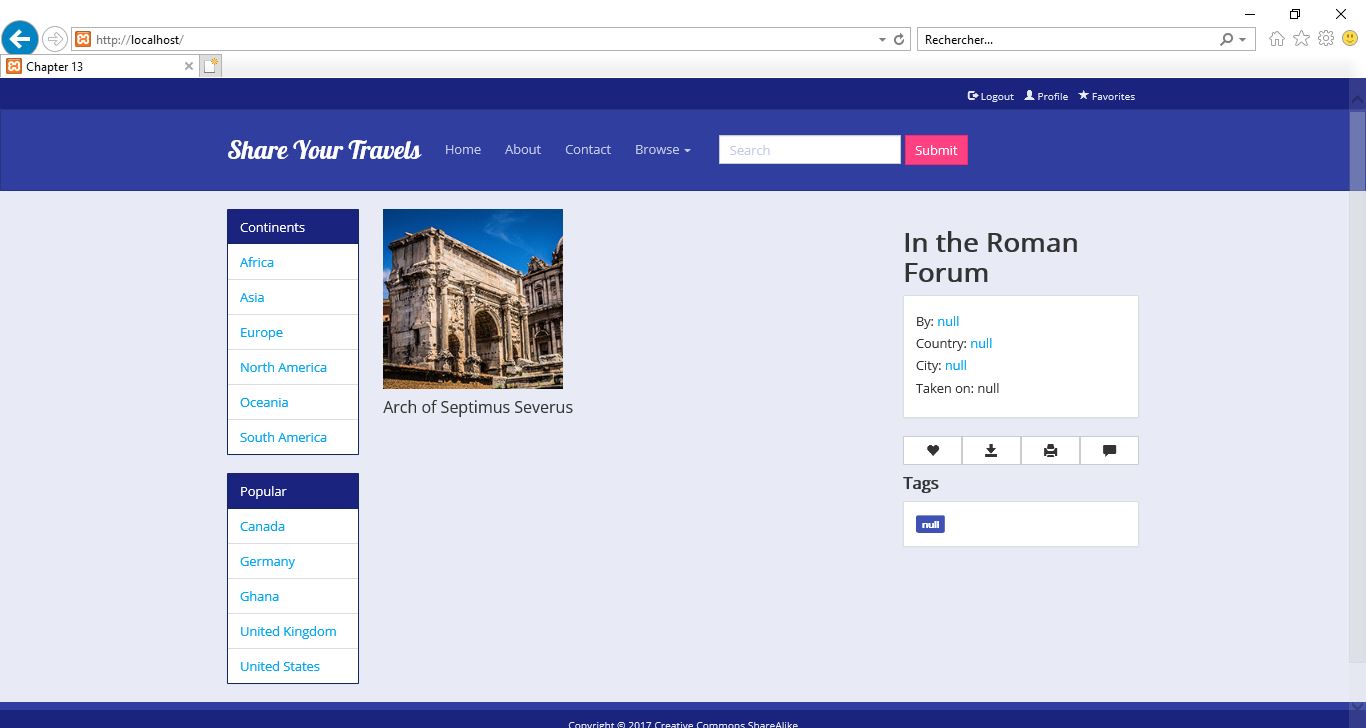 http://localhost/
Rechercher...
Chapter 13
Logout Profile Favorites
Share Your Travels Home About Contact Browse Search Submit
Continents
Africa
Asia
Europe
North America
Oceania
South America
Popular
Canada
Germany
Ghana
United Kingdom
United States
Arch of Septimus Severus
In the Roman
Forum
By: null
Country: null
City: null
Taken on: null
Tags
null
Copyright © 2017 Creative Commons ShareAlike